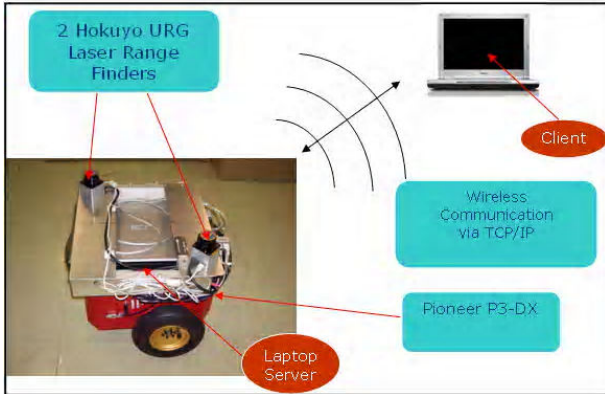 2 Hokuyo URG
Laser Range
Finders
Client
Wireless
Communication
via TCP/IP
Pioneer P3-DX
Laptop
Server